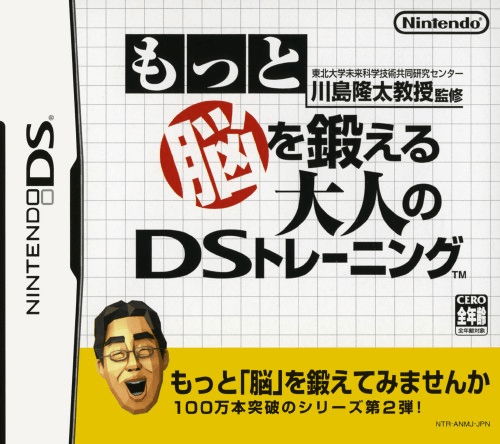 Nintendo®
NINTENDO DS®
もっと
東北大学未来科学技術共同研究センター
川島隆太教授監修
脳を鍛える
大人の
DSトレーニング™
CERO
全年齢
全年齢対象
もっと「脳」を鍛えてみませんか
100万本突破のシリーズ第2弾！
NTR-ANMJ-JPN